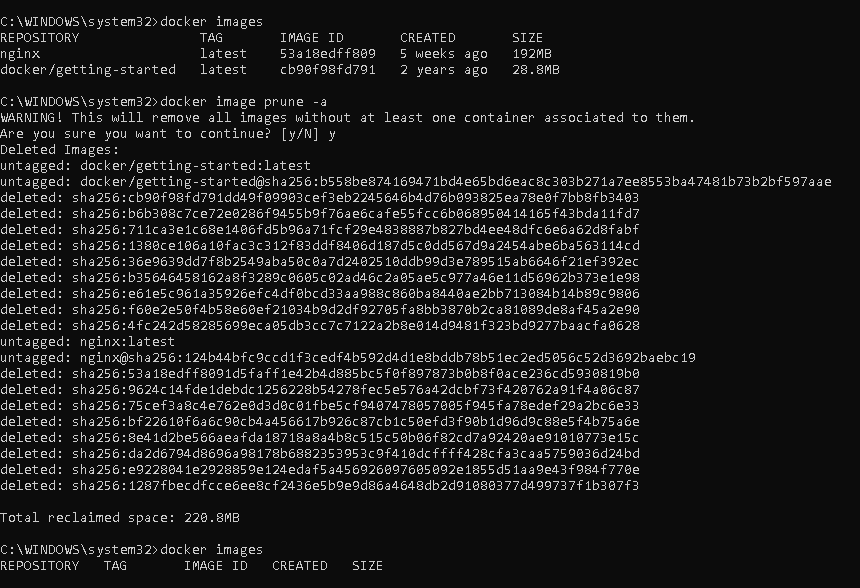 C:\WINDOWS\system32>docker images
REPOSITORY               TAG       IMAGE ID       CREATED       SIZE
nginx                    latest    53a18edff809   5 weeks ago   192MB
docker/getting-started   latest    cb90f98fd791   2 years ago   28.8MB
C:\WINDOWS\system32>docker image prune -a
WARNING! This will remove all images without at least one container associated to them.
Are you sure you want to continue? [y/N] y
Deleted Images:
untagged: docker/getting-started:latest
untagged: docker/getting-started@sha256:b558be874169471bd4e65bd6eac8c303b271a7ee8553ba47481b73b2bf597aae
deleted: sha256:cb90f98fd791dd49f09903cef3eb2245646b4d76b093825ea78e0f7bb8fb3403
deleted: sha256:b6b308c7ce72e0286f9455b9f76ae6cafe55fcc6b068950414165f43bda11fd7
deleted: sha256:711ca3e1c68e1406fd5b96a71fcf29e4838887b827bd4ee48dfc6e6a62d8fabf
deleted: sha256:1380ce106a10fac3c312f83ddf8406d187d5c0dd567d9a2454abe6ba563114cd
deleted: sha256:36e9639dd7f8b2549aba50c0a7d2402510ddb99d3e789515ab6646f21ef392ec
deleted: sha256:b35646458162a8f3289c0605c02ad46c2a05ae5c977a46e11d56962b373e1e98
deleted: sha256:e61e5c961a35926efc4df0bcd33aa988c860ba8440ae2bb713084b14b89c9806
deleted: sha256:f60e2e50f4b58e60ef21034b9d2df92705fa8bb3870b2ca81089de8af45a2e90
deleted: sha256:4fc242d58285699eca05db3cc7c7122a2b8e014d9481f323bd9277baacfa0628
untagged: nginx:latest
untagged: nginx@sha256:124b44bfc9ccd1f3cedf4b592d4d1e8bddb78b51ec2ed5056c52d3692baebc19
deleted: sha256:53a18edff8091d5faff1e42b4d885bc5f0f897873b0b8f0ace236cd5930819b0
deleted: sha256:9624c14fde1debdc1256228b54278fec5e576a42dcbf73f420762a91f4a06c87
deleted: sha256:75cef3a8c4e762e0d3d0c01fbe5cf9407478057005f945fa78edef29a2bc6e33
deleted: sha256:bf22610f6a6c90cb4a456617b926c87cb1c50efd3f90b1d96d9c88e5f4b75a6e
deleted: sha256:8e41d2be566aeafda18718a8a4b8c515c50b06f82cd7a92420ae91010773e15c
deleted: sha256:da2d6794d8696a98178b6882353953c9f410dcffff428cfa3caa5759036d24bd
deleted: sha256:e9228041e2928859e124edaf5a456926097605092e1855d51aa9e43f984f770e
deleted: sha256:1287fbecdfcce6ee8cf2436e5b9e9d86a4648db2d91080377d499737f1b307f3
Total reclaimed space: 220.8MB
C:\WINDOWS\system32>docker images
REPOSITORY   TAG       IMAGE ID   CREATED   SIZE